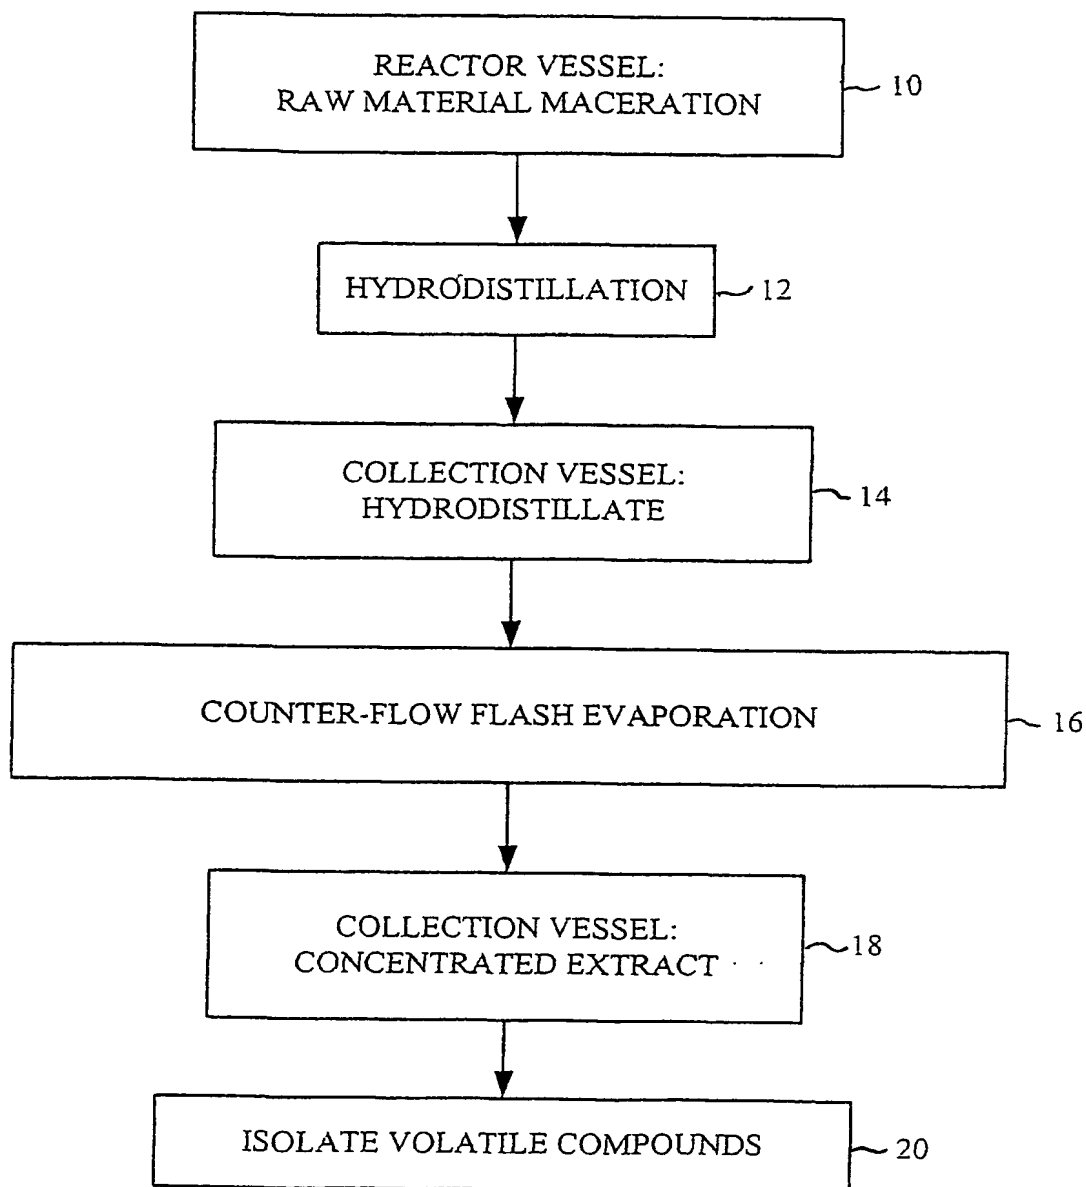 REACTOR VESSEL:
RAW MATERIAL MACERATION
10
HYDRODISTILLATION
12
COLLECTION VESSEL:
HYDRODISTILLATE
14
COUNTER-FLOW FLASH EVAPORATION
16
COLLECTION VESSEL:
CONCENTRATED EXTRACT
18
ISOLATE VOLATILE COMPOUNDS
20